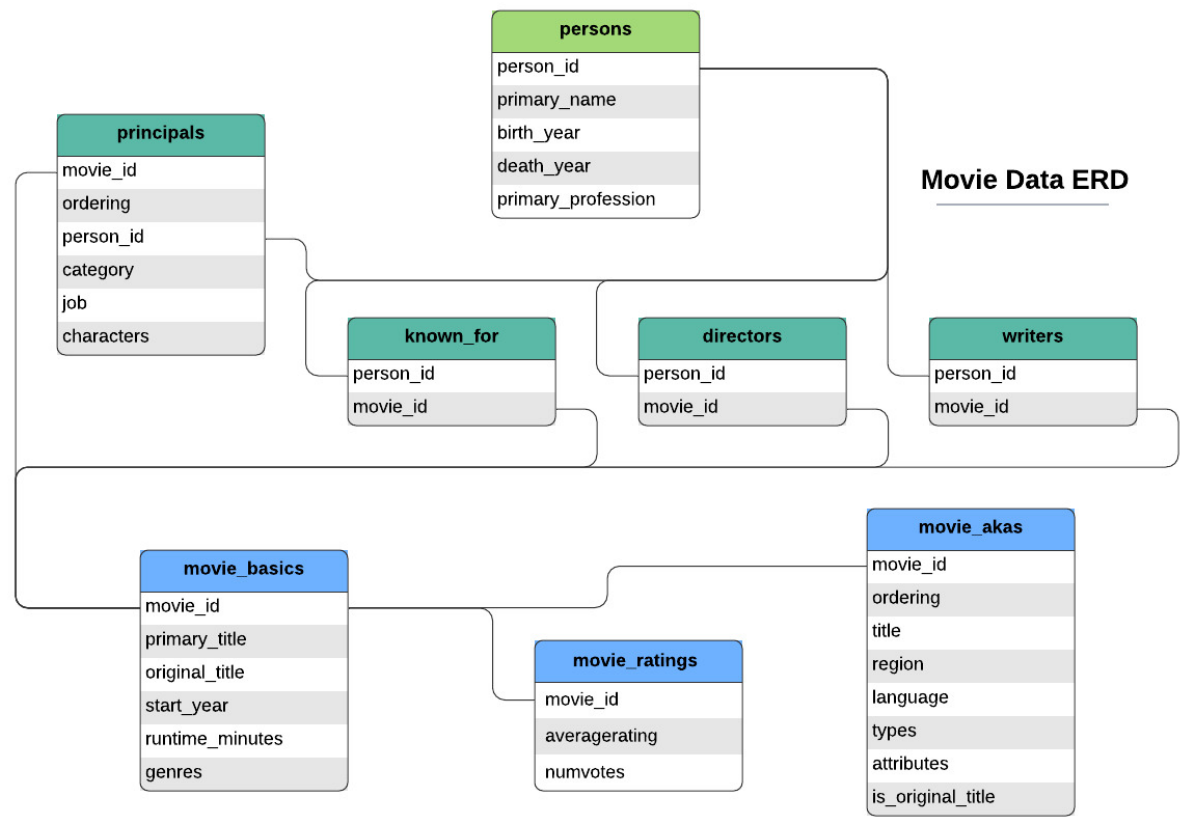 persons
person_id
primary_name
birth_year
death_year
primary_profession
principals
movie_id
ordering
person_id
category
job
characters
Movie Data ERD
known_for
person_id
movie_id
directors
person_id
movie_id
writers
person_id
movie_id
movie_basics
movie_id
primary_title
original_title
start_year
runtime_minutes
genres
movie_ratings
movie_id
averagerating
numvotes
movie_akas
movie_id
ordering
title
region
language
types
attributes
is_original_title